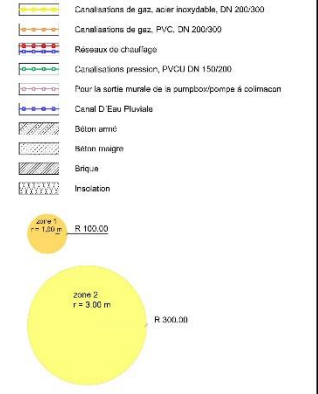 Canalisations de gaz, acier inoxydable, DN 200/300
Canalisations de gaz, PVC, DN 200/300
Réseaux de chauffage
Canalisations pression, PVCU DN 150/200
Pour la sortie murale de la pumpbox/pompe à colimacon
Canal D'Eau Pluviale
Béton armé
Béton maigre
Brique
Insolation
zone 1
r = 1.00 m
R 100.00
zone 2
r = 3.00 m
R 300.00